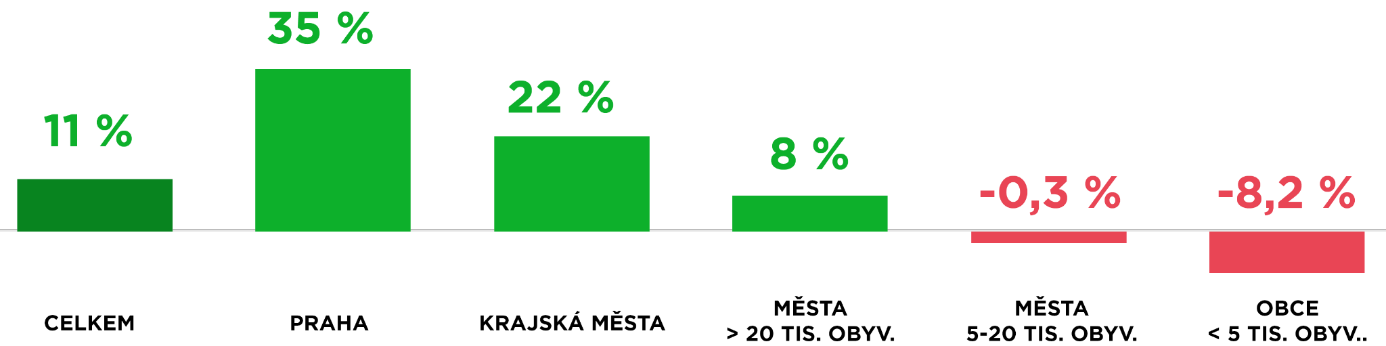 35 %
22 %
11 %
8 %
-0,3 %
-8,2 %
CELKEM
PRAHA
KRAJSKÁ MĚSTA
MĚSTA
> 20 TIS. OBYV.
MĚSTA
5-20 TIS. OBYV.
OBCE
< 5 TIS. OBYV..